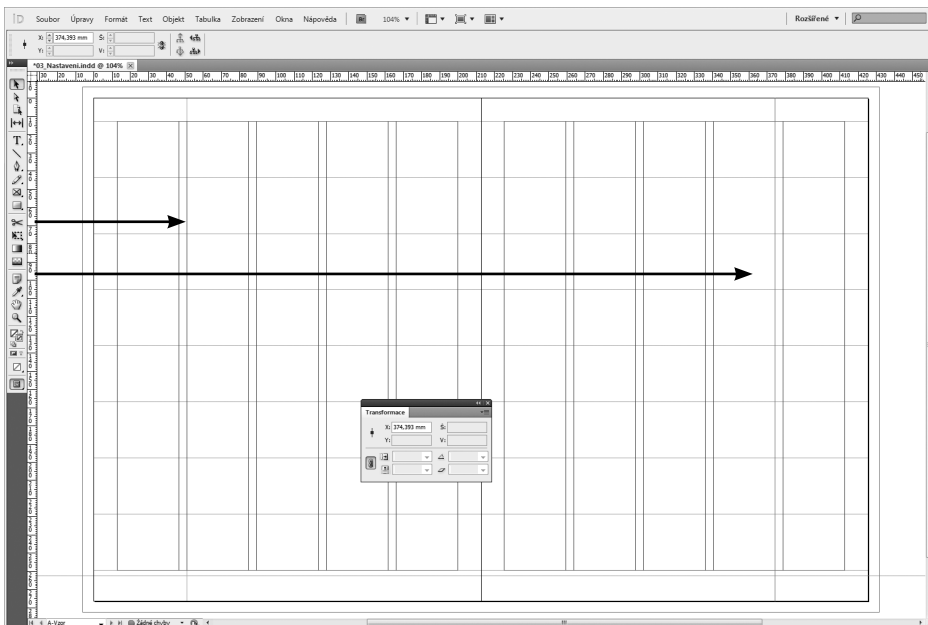 ID Soubor Úpravy Formát Text Objekt Tabulka Zobrazení Okna Nápověda Br 104% Rozšířené
X: 374,393 mm Š:
Y: V:
*03_Nastaveni.indd @ 104%
30 20 10 0 10 20 30 40 50 60 70 80 90 100 110 120 130 140 150 160 170 180 190 200 210 220 230 240 250 260 270 280 290 300 310 320 330 340 350 360 370 380 390 400 410 420 430 440 450
Transformace
X: 374,393 mm Š:
Y: V:
A-Vzor Žádné chyby